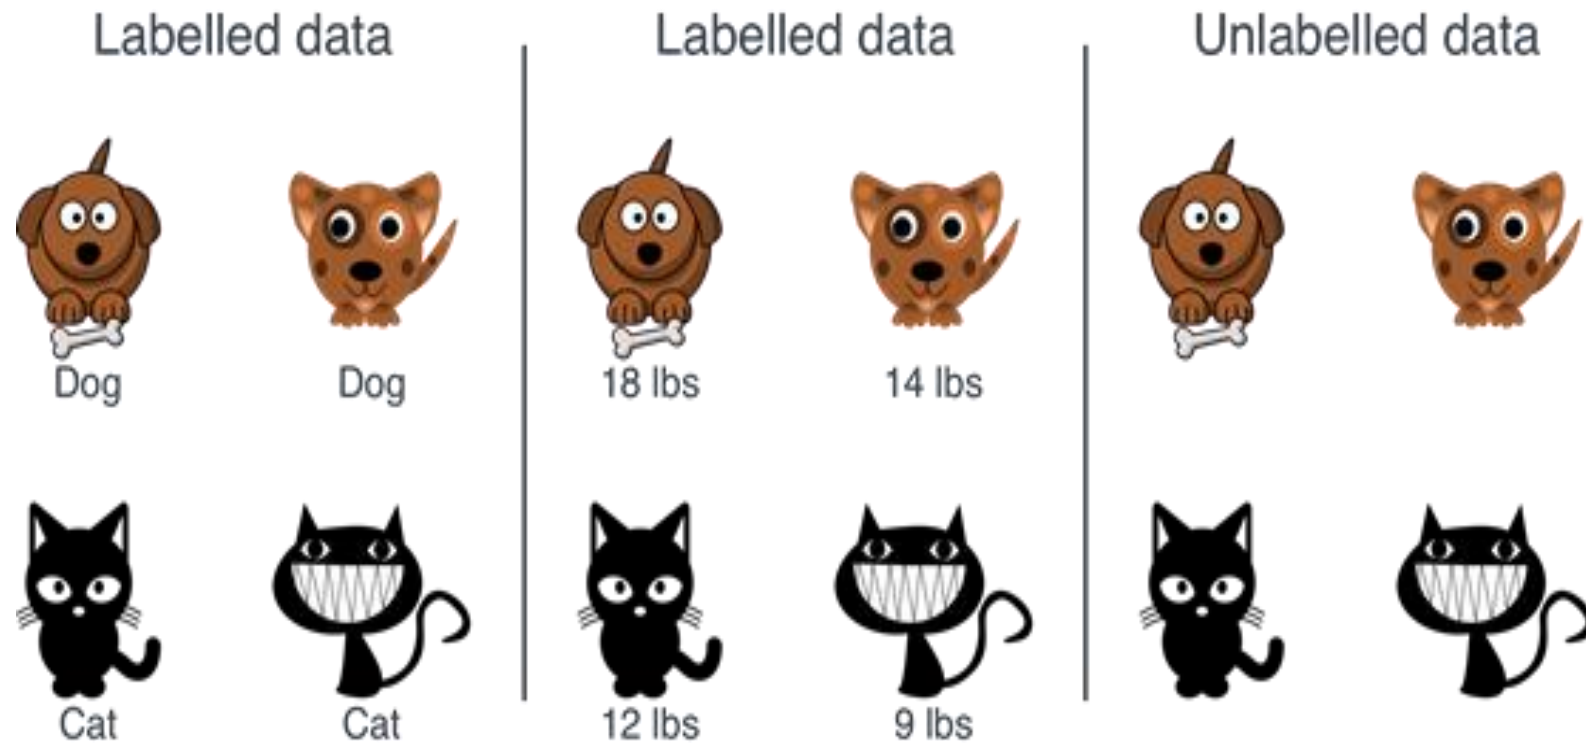 Labelled data
Dog
Dog
Cat
Cat
Labelled data
18 lbs
14 lbs
12 lbs
9 lbs
Unlabelled data